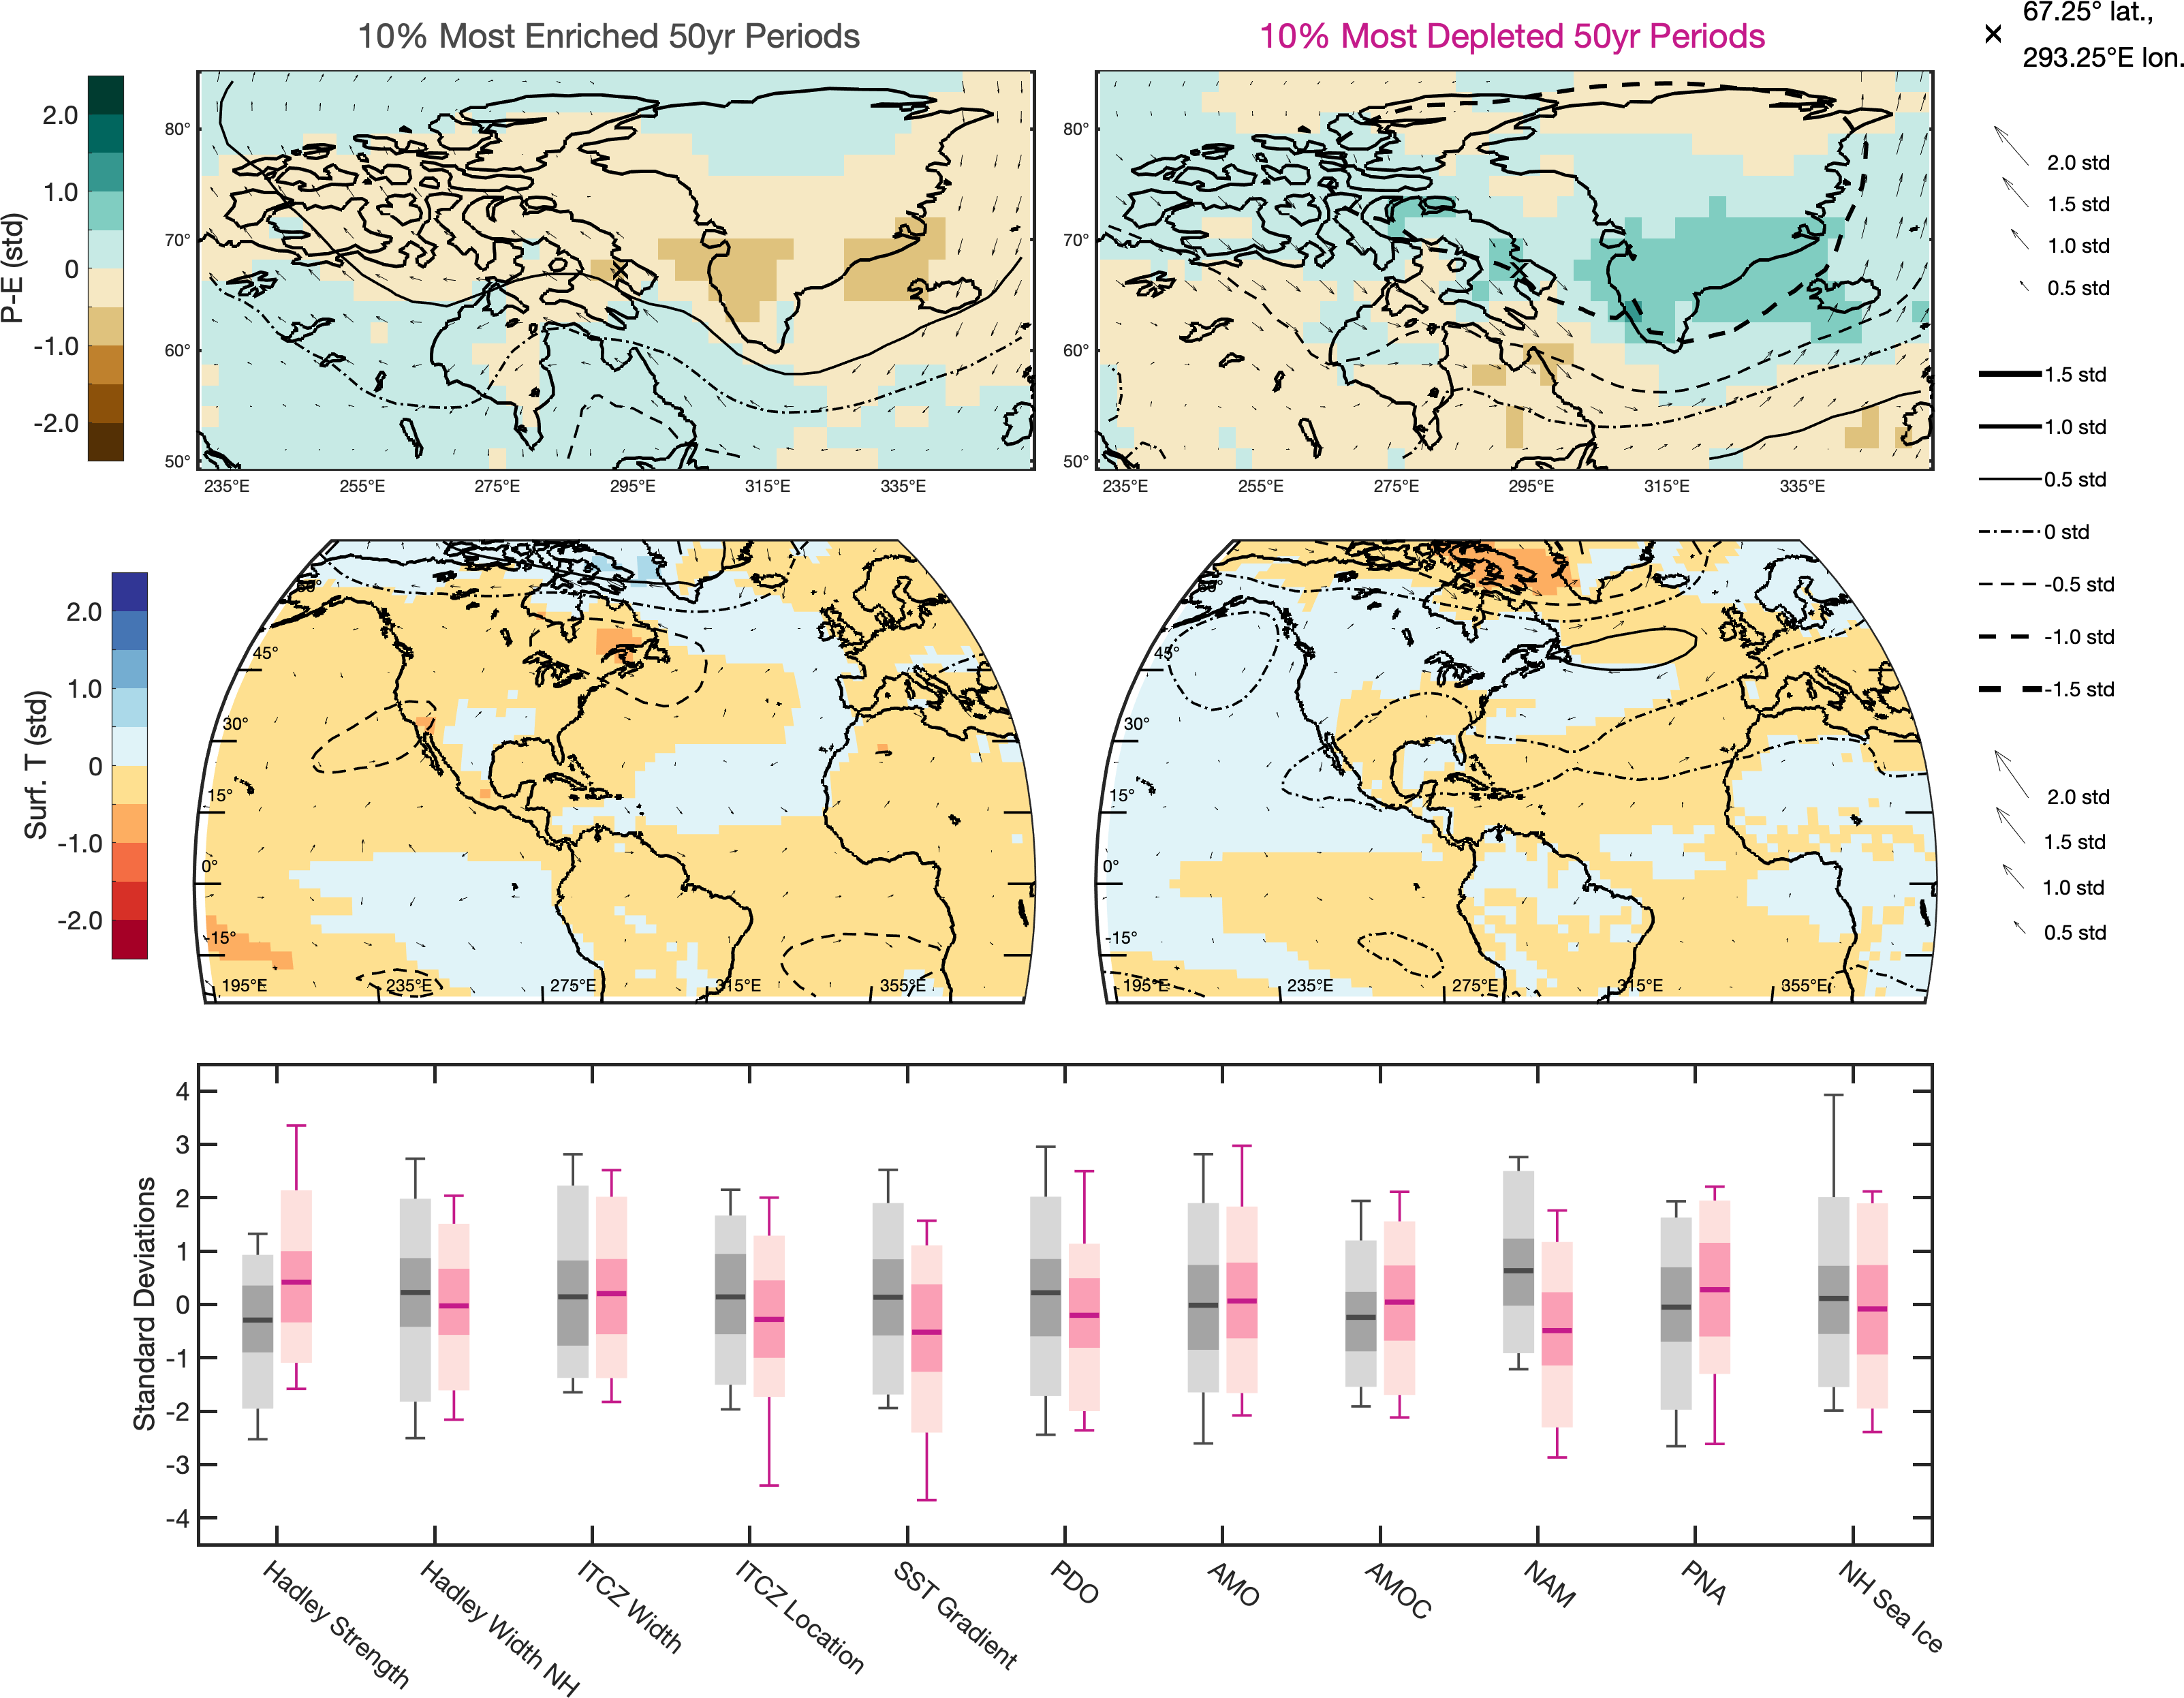 10% Most Enriched 50yr Periods
10% Most Depleted 50yr Periods
67.25° lat.,
293.25°E lon.
P-E (std)
2.0
1.0
0
-1.0
-2.0
80°
70°
60°
50°
235°E
255°E
275°E
295°E
315°E
335°E
80°
70°
60°
50°
235°E
255°E
275°E
295°E
315°E
335°E
2.0 std
1.5 std
1.0 std
0.5 std
1.5 std
1.0 std
0.5 std
0 std
-0.5 std
-1.0 std
-1.5 std
Surf. T (std)
2.0
1.0
0
-1.0
-2.0
45°
30°
15°
0°
-15°
195°E
235°E
275°E
315°E
355°E
45°
30°
15°
0°
-15°
195°E
235°E
275°E
315°E
355°E
2.0 std
1.5 std
1.0 std
0.5 std
Standard Deviations
4
3
2
1
0
-1
-2
-3
-4
Hadley Strength
Hadley Width NH
ITCZ Width
ITCZ Location
SST Gradient
PDO
AMO
AMOC
NAM
PNA
NH Sea Ice